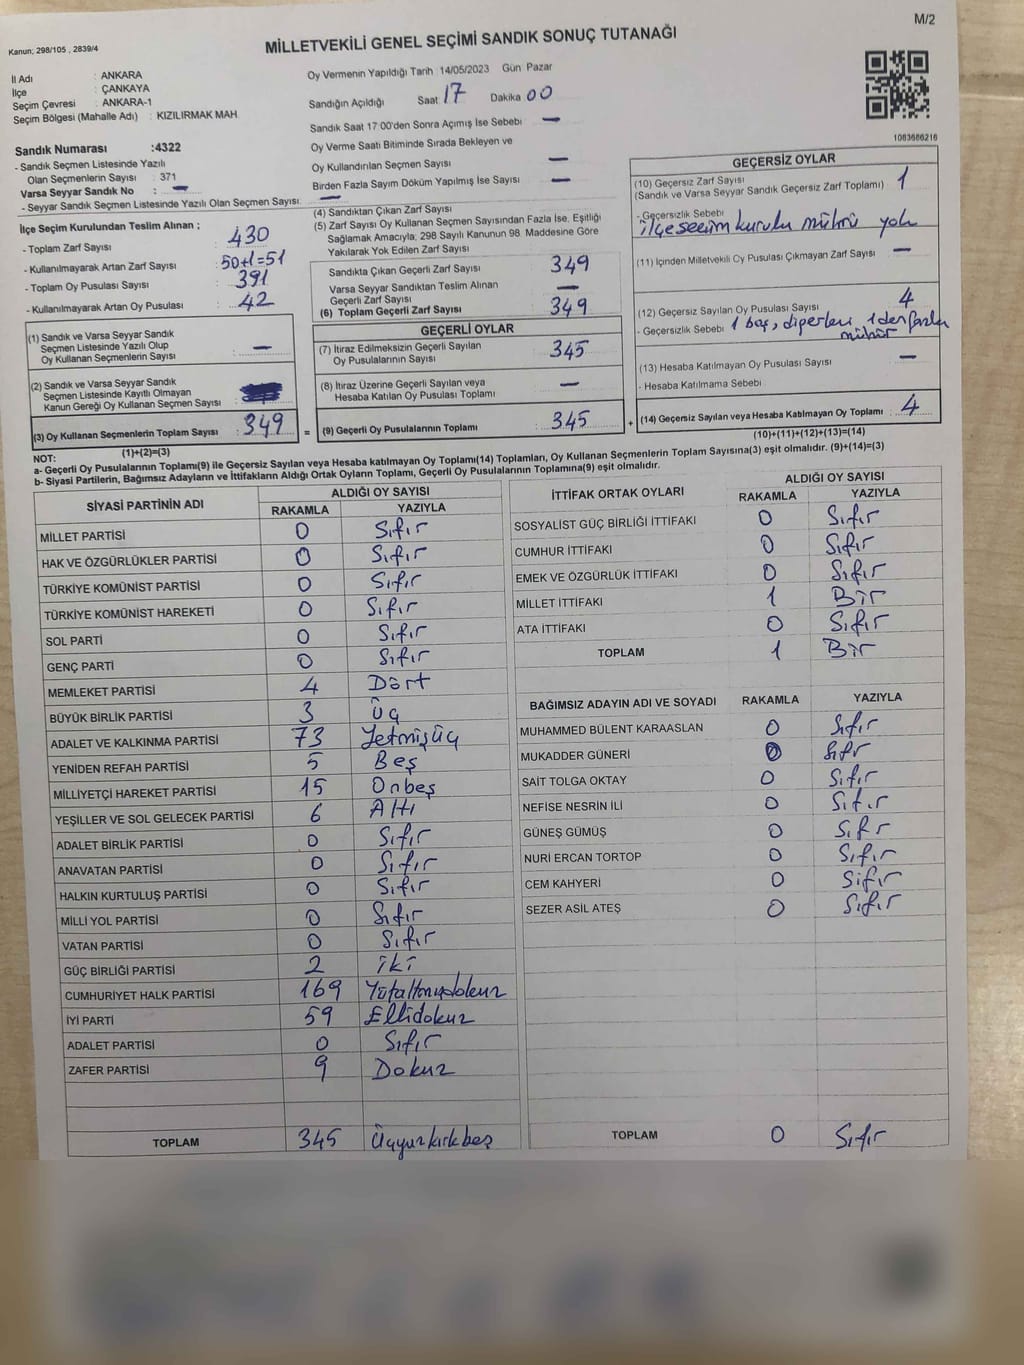 M/2
Kanun: 298/105 , 2839/4
MİLLETVEKİLİ GENEL SEÇİMİ SANDIK SONUÇ TUTANAĞI
İl Adı : ANKARA
İlçe : ÇANKAYA
Seçim Çevresi : ANKARA-1
Seçim Bölgesi (Mahalle Adı) : KIZILIRMAK MAH.
Sandık Numarası :4322
- Sandık Seçmen Listesinde Yazılı
Olan Seçmenlerin Sayısı : 371
Varsa Seyyar Sandık No : —
- Seyyar Sandık Seçmen Listesinde Yazılı Olan Seçmen Sayısı: —
Oy Vermenin Yapıldığı Tarih :14/05/2023 Gün Pazar
Sandığın Açıldığı Saat 17 Dakika 00
Sandık Saat 17:00'den Sonra Açımış İse Sebebi —
Oy Verme Saati Bitiminde Sırada Bekleyen ve
Oy Kullandırılan Seçmen Sayısı —
Birden Fazla Sayım Döküm Yapılmış İse Sayısı —
1083686216
İlçe Seçim Kurulundan Teslim Alınan ;
- Toplam Zarf Sayısı : 430
- Kullanılmayarak Artan Zarf Sayısı : 50+1=51
- Toplam Oy Pusulası Sayısı : 391
- Kullanılmayarak Artan Oy Pusulası : 42
(1) Sandık ve Varsa Seyyar Sandık
Seçmen Listesinde Yazılı Olup
Oy Kullanan Seçmenlerin Sayısı : —
(2) Sandık ve Varsa Seyyar Sandık
Seçmen Listesinde Kayıtlı Olmayan
Kanun Gereği Oy Kullanan Seçmen Sayısı :
(3) Oy Kullanan Seçmenlerin Toplam Sayısı : 349
(1)+(2)=(3)
(4) Sandıktan Çıkan Zarf Sayısı
(5) Zarf Sayısı Oy Kullanan Seçmen Sayısından Fazla İse, Eşitliği
Sağlamak Amacıyla; 298 Sayılı Kanunun 98. Maddesine Göre
Yakılarak Yok Edilen Zarf Sayısı
Sandıkta Çıkan Geçerli Zarf Sayısı : 349
Varsa Seyyar Sandıktan Teslim Alınan
Geçerli Zarf Sayısı : —
(6) Toplam Geçerli Zarf Sayısı : 349
GEÇERLİ OYLAR
(7) İtiraz Edilmeksizin Geçerli Sayılan
Oy Pusulalarının Sayısı : 345
(8) İtiraz Üzerine Geçerli Sayılan veya
Hesaba Katılan Oy Pusulası Toplamı : —
= (9) Geçerli Oy Pusulalarının Toplamı : 345
GEÇERSİZ OYLAR
(10) Geçersiz Zarf Sayısı
(Sandık ve Varsa Seyyar Sandık Geçersiz Zarf Toplamı) : 1
- Geçersizlik Sebebi
ilçe seçim kurulu mührü yok
(11) İçinden Milletvekili Oy Pusulası Çıkmayan Zarf Sayısı : —
(12) Geçersiz Sayılan Oy Pusulası Sayısı : 4
- Geçersizlik Sebebi 1 boş, diğerleri 1 den fazla
mühür
(13) Hesaba Katılmayan Oy Pusulası Sayısı : —
- Hesaba Katılmama Sebebi
+ (14) Geçersiz Sayılan veya Hesaba Katılmayan Oy Toplamı : 4
(10)+(11)+(12)+(13)=(14)
NOT:
a- Geçerli Oy Pusulalarının Toplamı(9) ile Geçersiz Sayılan veya Hesaba katılmayan Oy Toplamı(14) Toplamları, Oy Kullanan Seçmenlerin Toplam Sayısına(3) eşit olmalıdır. (9)+(14)=(3)
b- Siyasi Partilerin, Bağımsız Adayların ve İttifakların Aldığı Ortak Oyların Toplamı, Geçerli Oy Pusulalarının Toplamına(9) eşit olmalıdır.
SİYASİ PARTİNİN ADI ALDIĞI OY SAYISI
RAKAMLA YAZIYLA
MİLLET PARTİSİ 0 Sıfır
HAK VE ÖZGÜRLÜKLER PARTİSİ 0 Sıfır
TÜRKİYE KOMÜNİST PARTİSİ 0 Sıfır
TÜRKİYE KOMÜNİST HAREKETİ 0 Sıfır
SOL PARTİ 0 Sıfır
GENÇ PARTİ 0 Sıfır
MEMLEKET PARTİSİ 4 Dört
BÜYÜK BİRLİK PARTİSİ 3 Üç
ADALET VE KALKINMA PARTİSİ 73 Yetmişüç
YENİDEN REFAH PARTİSİ 5 Beş
MİLLİYETÇİ HAREKET PARTİSİ 15 Onbeş
YEŞİLLER VE SOL GELECEK PARTİSİ 6 Altı
ADALET BİRLİK PARTİSİ 0 Sıfır
ANAVATAN PARTİSİ 0 Sıfır
HALKIN KURTULUŞ PARTİSİ 0 Sıfır
MİLLİ YOL PARTİSİ 0 Sıfır
VATAN PARTİSİ 0 Sıfır
GÜÇ BİRLİĞİ PARTİSİ 2 iki
CUMHURİYET HALK PARTİSİ 169
İYİ PARTİ 59 Ellidokuz
ADALET PARTİSİ 0 Sıfır
ZAFER PARTİSİ 9 Dokuz
TOPLAM 345 Üçyüzkırkbeş
İTTİFAK ORTAK OYLARI ALDIĞI OY SAYISI
RAKAMLA YAZIYLA
SOSYALİST GÜÇ BİRLİĞİ İTTİFAKI 0 Sıfır
CUMHUR İTTİFAKI 0 Sıfır
EMEK VE ÖZGÜRLÜK İTTİFAKI 0 Sıfır
MİLLET İTTİFAKI 1 Bir
ATA İTTİFAKI 0 Sıfır
TOPLAM 1 Bir
BAĞIMSIZ ADAYIN ADI VE SOYADI RAKAMLA YAZIYLA
MUHAMMED BÜLENT KARAASLAN 0 Sıfır
MUKADDER GÜNERİ 0 Sıfır
SAİT TOLGA OKTAY 0 Sıfır
NEFİSE NESRİN İLİ 0 Sıfır
GÜNEŞ GÜMÜŞ 0 Sıfır
NURİ ERCAN TORTOP 0 Sıfır
CEM KAHYERİ 0 Sıfır
SEZER ASİL ATEŞ 0 Sıfır
TOPLAM 0 Sıfır